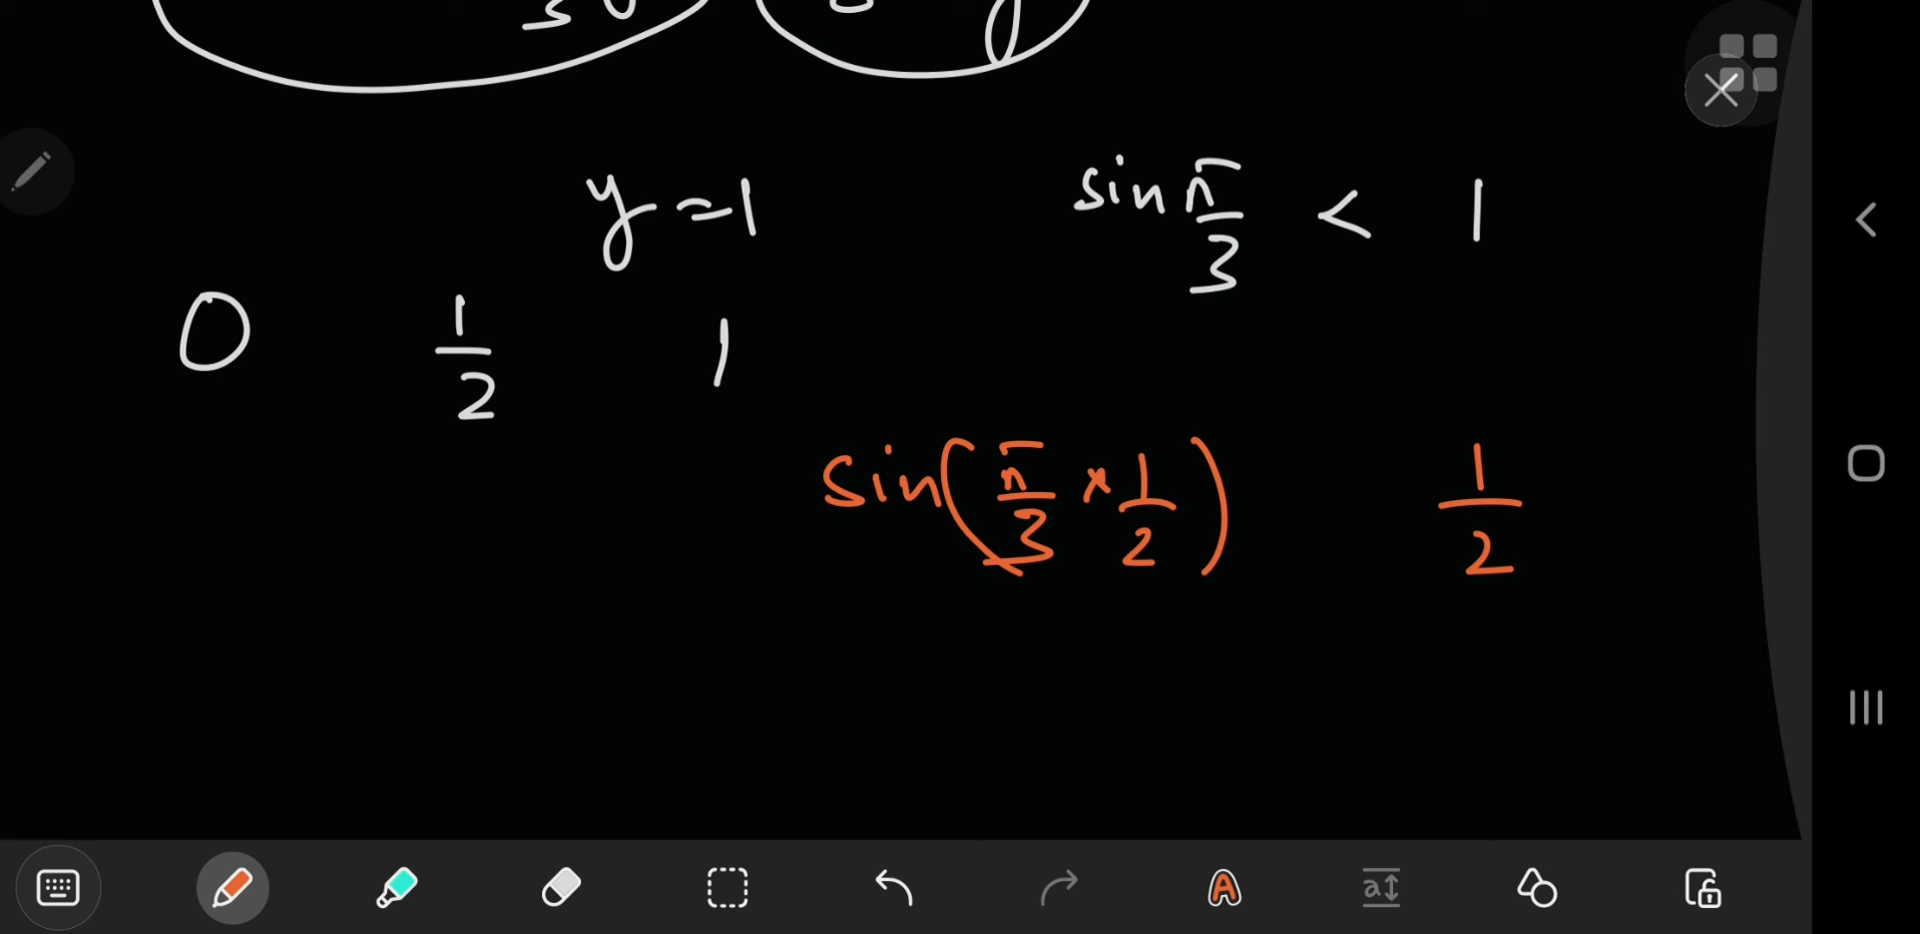 y=1 sin π/3 < 1
0 1/2 1
sin(π/3 × 1/2) 1/2